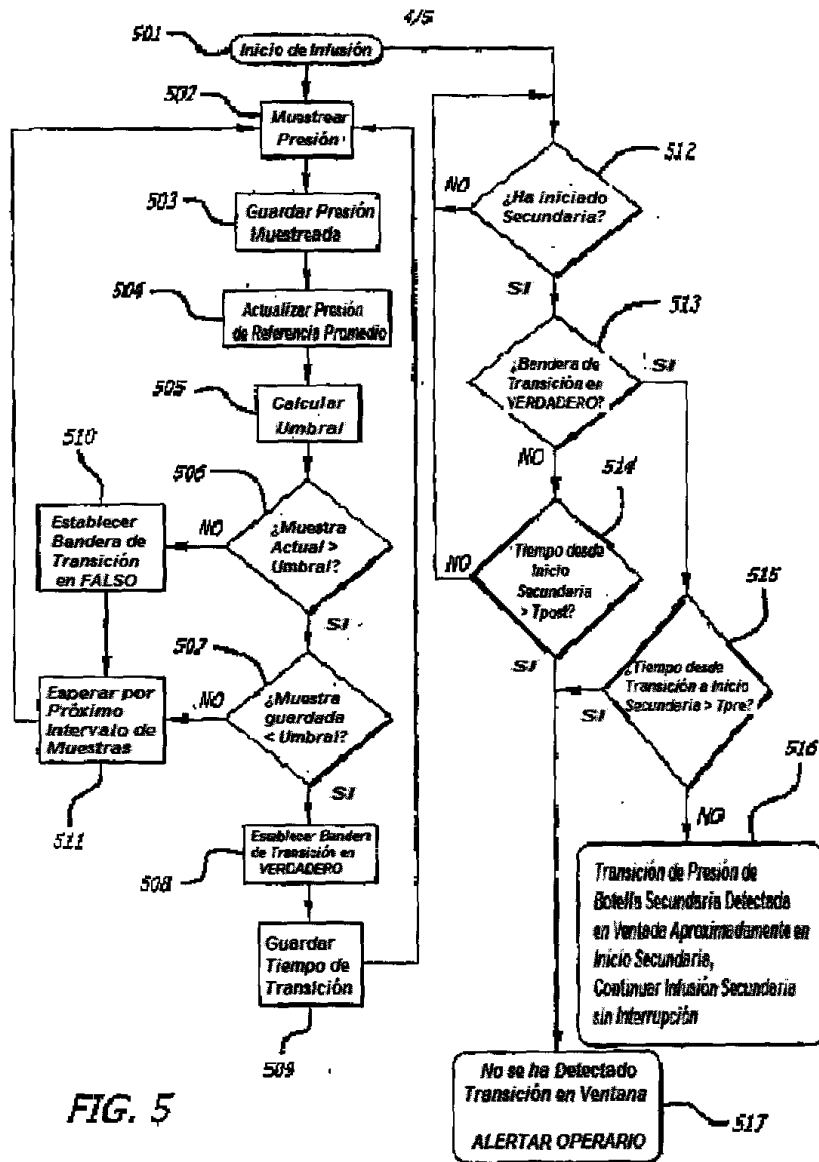 4/5
501
Inicio de Infusión
502
Muestrear
Presión
503
Guardar Presión
Muestreada
504
Actualizar Presión
de Referencia Promedio
505
Calcular
Umbral
506
¿Muestra
Actual >
Umbral?
NO
SI
510
Establecer
Bandera de
Transición
en FALSO
507
¿Muestra
guardada
< Umbral?
NO
SI
Esperar por
Próximo
Intervalo de
Muestras
511
508
Establecer Bandera
de Transición en
VERDADERO
Guardar
Tiempo de
Transición
509
512
¿Ha iniciado
Secundaria?
NO
SI
513
¿Bandera de
Transición en
VERDADERO?
SI
NO
514
Tiempo desde
Inicio
Secundaria
> Tpost?
NO
SI
515
¿Tiempo desde
Transición a Inicio
Secundaria > Tpre?
SI
NO
516
Transición de Presión de
Botella Secundaria Detectada
en Ventada Aproximadamente en
Inicio Secundaria,
Continuar Infusión Secundaria
sin Interrupción
No se ha Detectado
Transición en Ventana
ALERTAR OPERARIO
517
FIG. 5